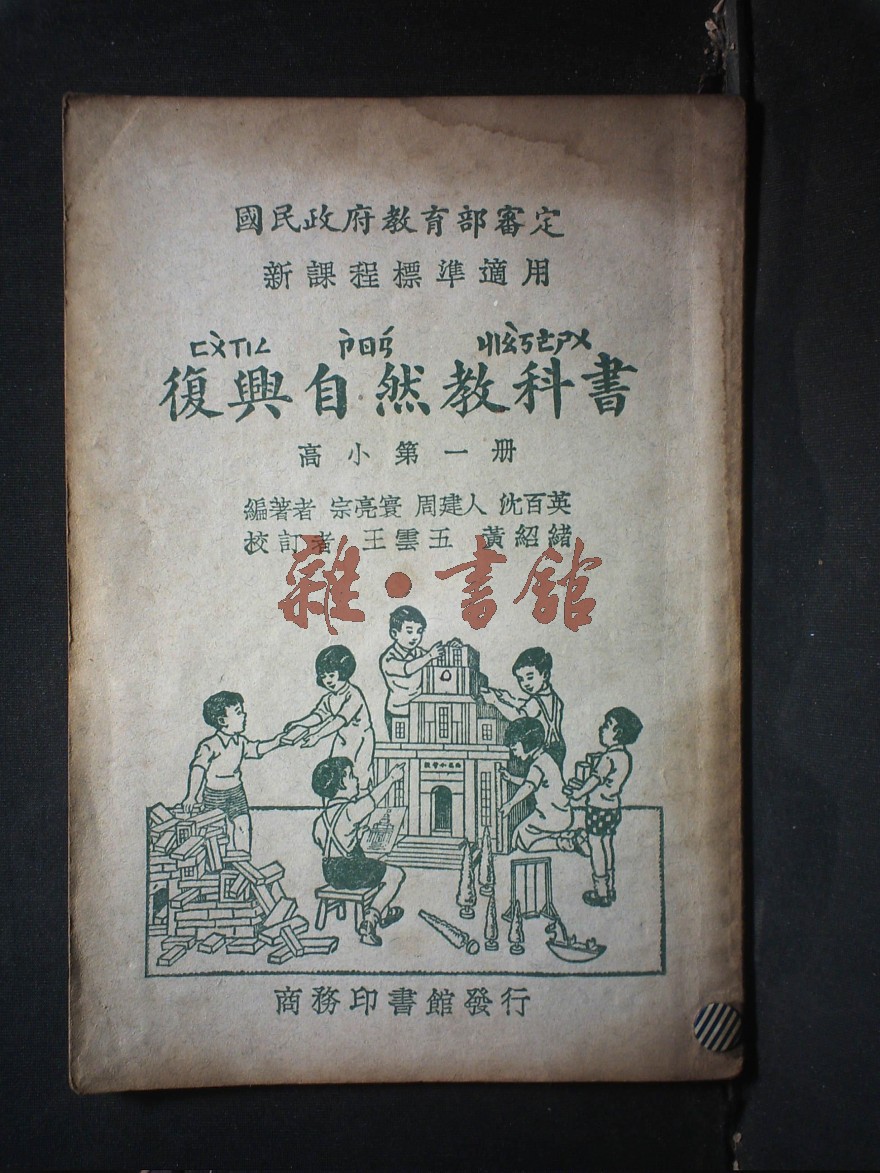 國民政府教育部審定
新課程標準適用
復興自然教科書
高小第一册
編著者 宗亮寰 周建人 沈百英
校訂者 王雲五 黃紹緒
雜·書館
商務印書館發行